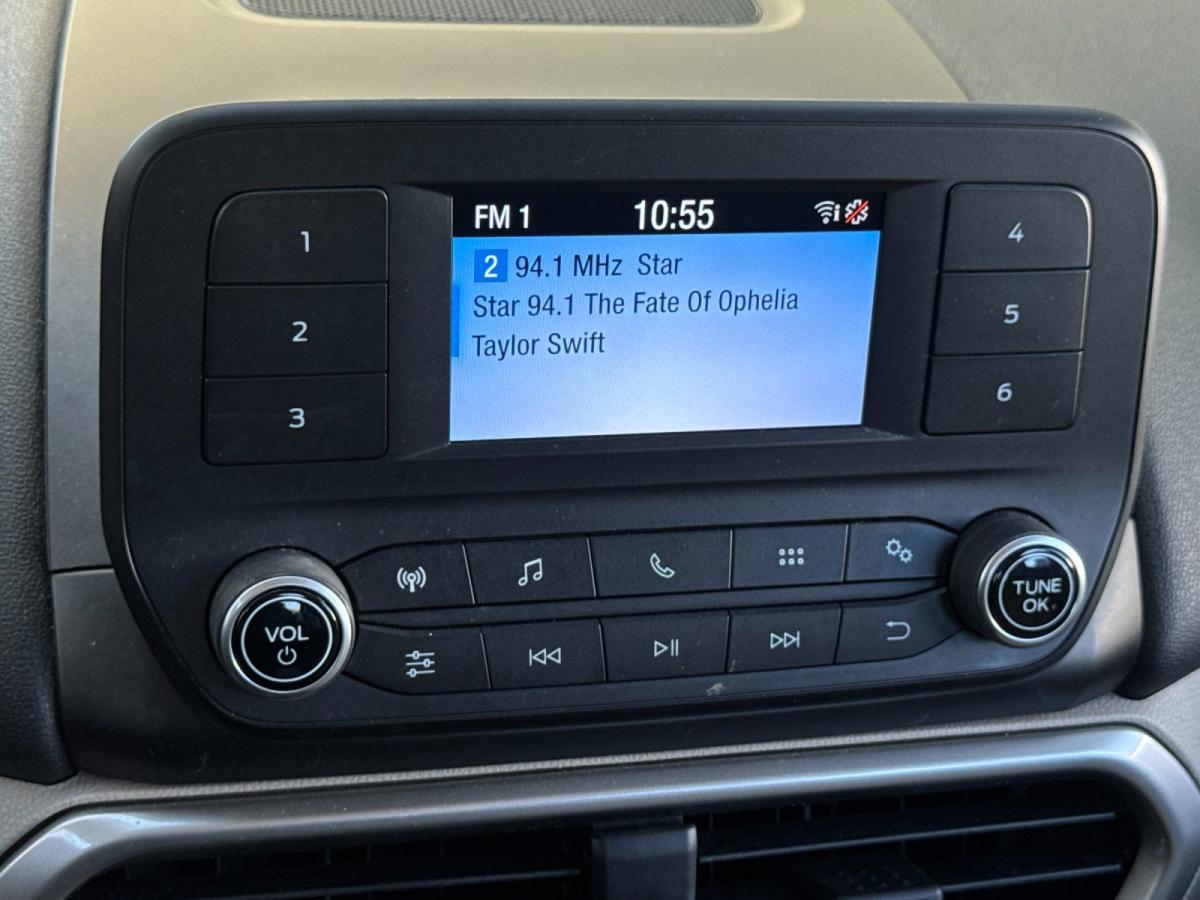 FM 1 10:55
2 94.1 MHz Star
Star 94.1 The Fate Of Ophelia
Taylor Swift
1
2
3
4
5
6
VOL
TUNE
OK